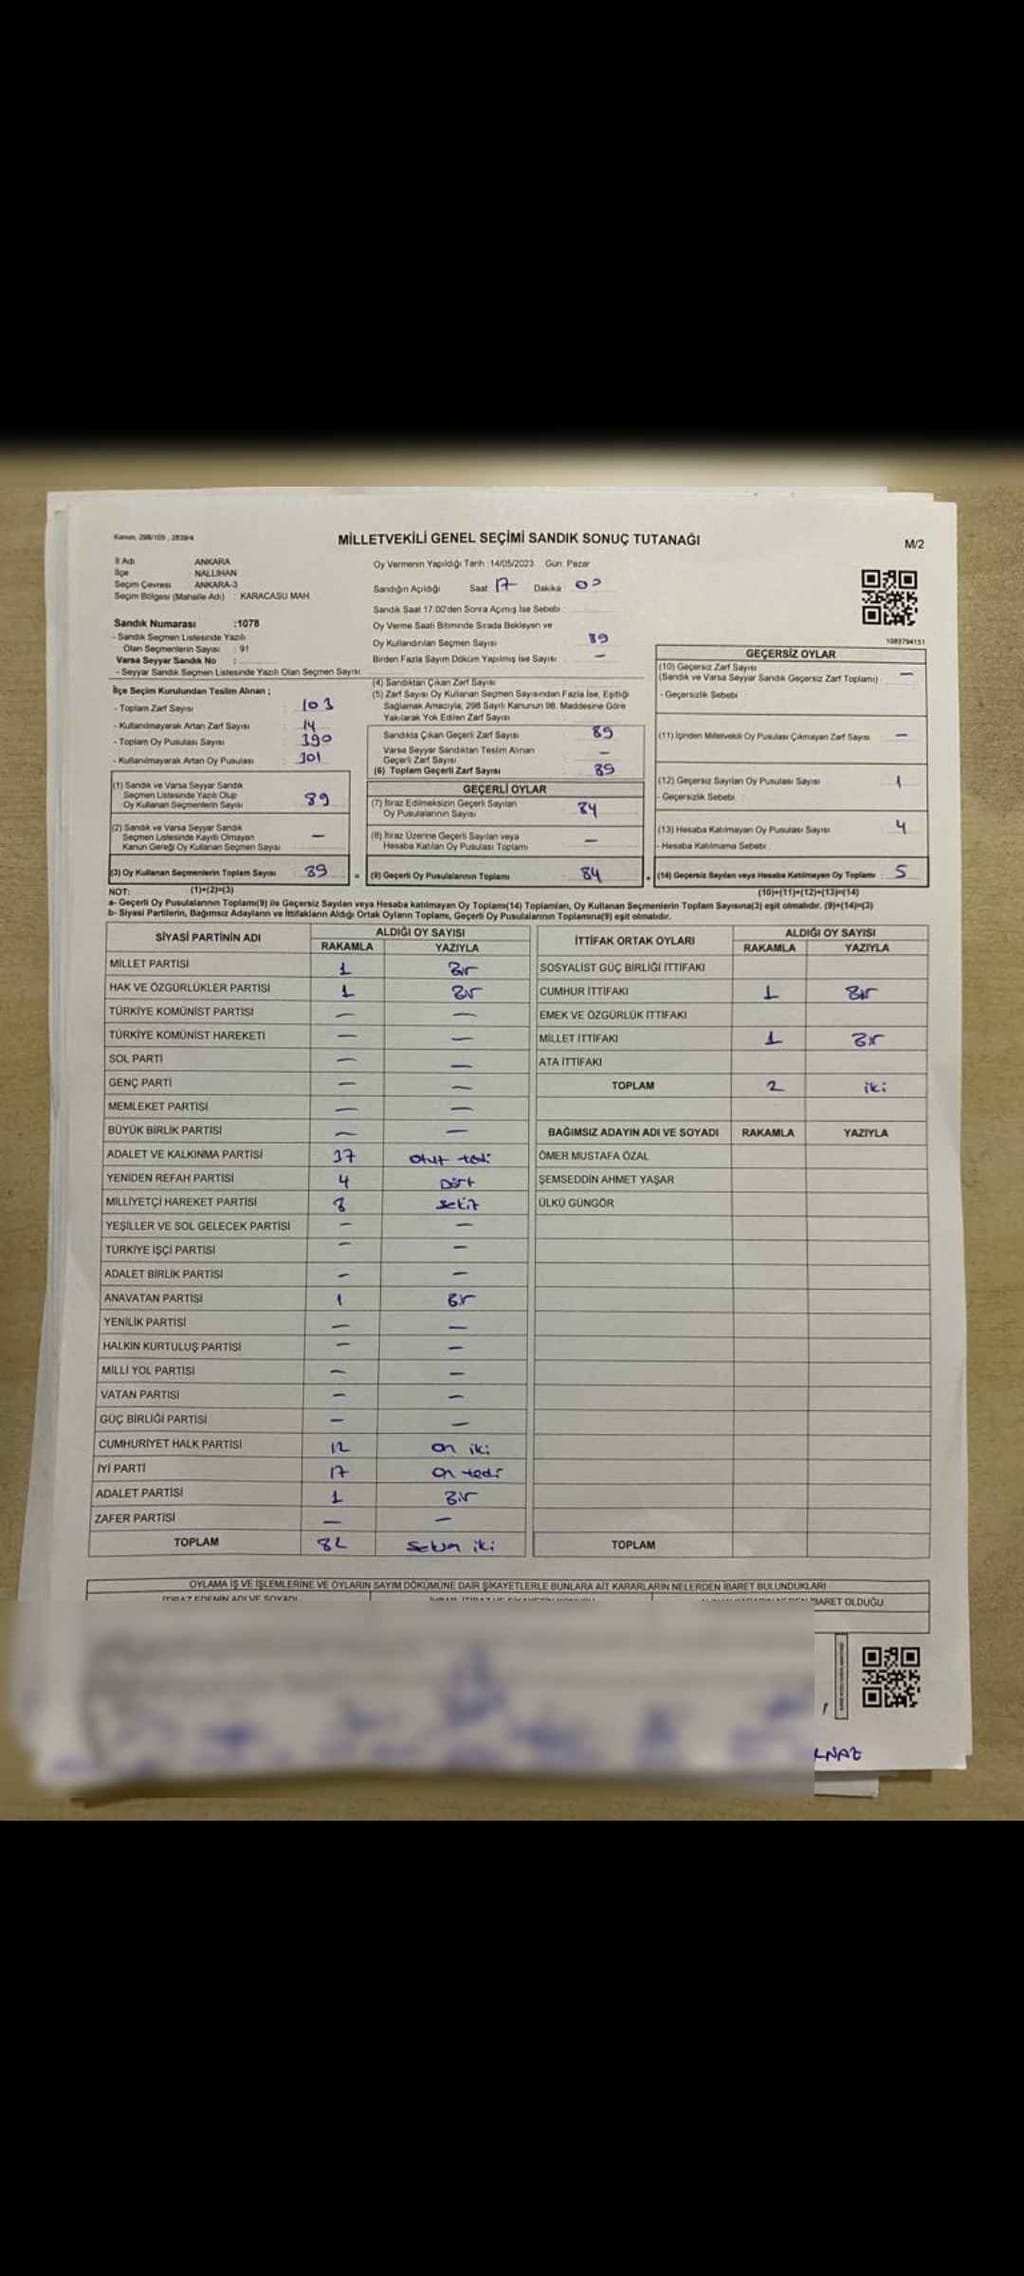 Kanun, 298/105 , 2839/4
MİLLETVEKİLİ GENEL SEÇİMİ SANDIK SONUÇ TUTANAĞI
M/2
İl Adı ANKARA
İlçe NALLIHAN
Seçim Çevresi ANKARA-3
Seçim Bölgesi (Mahalle Adı) : KARACASU MAH.
Sandık Numarası :1078
- Sandık Seçmen Listesinde Yazılı
Olan Seçmenlerin Sayısı : 91
Varsa Seyyar Sandık No :
- Seyyar Sandık Seçmen Listesinde Yazılı Olan Seçmen Sayısı
İlçe Seçim Kurulundan Teslim Alınan ;
- Toplam Zarf Sayısı : 103
- Kullanılmayarak Artan Zarf Sayısı : 14
- Toplam Oy Pusulası Sayısı : 190
- Kullanılmayarak Artan Oy Pusulası : 101
(1) Sandık ve Varsa Seyyar Sandık
Seçmen Listesinde Yazılı Olup
Oy Kullanan Seçmenlerin Sayısı : 89
(2) Sandık ve Varsa Seyyar Sandık
Seçmen Listesinde Kayıtlı Olmayan
Kanun Gereği Oy Kullanan Seçmen Sayısı : —
(3) Oy Kullanan Seçmenlerin Toplam Sayısı : 89
Oy Vermenin Yapıldığı Tarih :14/05/2023 Gün: Pazar
Sandığın Açıldığı Saat 17 Dakika 00
Sandık Saat 17:00'den Sonra Açılmış İse Sebebi :
Oy Verme Saati Bitiminde Sırada Bekleyen ve
Oy Kullandırılan Seçmen Sayısı : 89
Birden Fazla Sayım Döküm Yapılmış İse Sayısı : —
(4) Sandıktan Çıkan Zarf Sayısı
(5) Zarf Sayısı Oy Kullanan Seçmen Sayısından Fazla İse, Eşitliği
Sağlamak Amacıyla, 298 Sayılı Kanunun 98. Maddesine Göre
Yakılarak Yok Edilen Zarf Sayısı
Sandıkta Çıkan Geçerli Zarf Sayısı : 89
Varsa Seyyar Sandıktan Teslim Alınan
Geçerli Zarf Sayısı : —
(6) Toplam Geçerli Zarf Sayısı : 89
GEÇERLİ OYLAR
(7) İtiraz Edilmeksizin Geçerli Sayılan
Oy Pusulalarının Sayısı : 84
(8) İtiraz Üzerine Geçerli Sayılan veya
Hesaba Katılan Oy Pusulası Toplamı : —
(9) Geçerli Oy Pusulalarının Toplamı : 84
1083794151
GEÇERSİZ OYLAR
(10) Geçersiz Zarf Sayısı
(Sandık ve Varsa Seyyar Sandık Geçersiz Zarf Toplamı) : —
- Geçersizlik Sebebi
(11) İçinden Milletvekili Oy Pusulası Çıkmayan Zarf Sayısı —
(12) Geçersiz Sayılan Oy Pusulası Sayısı 1
- Geçersizlik Sebebi
(13) Hesaba Katılmayan Oy Pusulası Sayısı 4
- Hesaba Katılmama Sebebi
(14) Geçersiz Sayılan veya Hesaba Katılmayan Oy Toplamı : 5
NOT: (1)+(2)=(3) (10)+(11)+(12)+(13)=(14)
a- Geçerli Oy Pusulalarının Toplamı(9) ile Geçersiz Sayılan veya Hesaba katılmayan Oy Toplamı(14) Toplamları, Oy Kullanan Seçmenlerin Toplam Sayısına(3) eşit olmalıdır. (9)+(14)=(3)
b- Siyasi Partilerin, Bağımsız Adayların ve İttifakların Aldığı Ortak Oyların Toplamı, Geçerli Oy Pusulalarının Toplamına(9) eşit olmalıdır.
SİYASİ PARTİNİN ADI ALDIĞI OY SAYISI
RAKAMLA YAZIYLA
MİLLET PARTİSİ 1 Bir
HAK VE ÖZGÜRLÜKLER PARTİSİ 1 Bir
TÜRKİYE KOMÜNİST PARTİSİ — —
TÜRKİYE KOMÜNİST HAREKETİ — —
SOL PARTİ — —
GENÇ PARTİ — —
MEMLEKET PARTİSİ — —
BÜYÜK BİRLİK PARTİSİ — —
ADALET VE KALKINMA PARTİSİ 37 Otuz yedi
YENİDEN REFAH PARTİSİ 4 Dört
MİLLİYETÇİ HAREKET PARTİSİ 8 Sekiz
YEŞİLLER VE SOL GELECEK PARTİSİ — —
TÜRKİYE İŞÇİ PARTİSİ — —
ADALET BİRLİK PARTİSİ — —
ANAVATAN PARTİSİ 1 Bir
YENİLİK PARTİSİ — —
HALKIN KURTULUŞ PARTİSİ — —
MİLLİ YOL PARTİSİ — —
VATAN PARTİSİ — —
GÜÇ BİRLİĞİ PARTİSİ — —
CUMHURİYET HALK PARTİSİ 12 On iki
İYİ PARTİ 17 On yedi
ADALET PARTİSİ 1 Bir
ZAFER PARTİSİ — —
TOPLAM 82 Seksen iki
İTTİFAK ORTAK OYLARI ALDIĞI OY SAYISI
RAKAMLA YAZIYLA
SOSYALİST GÜÇ BİRLİĞİ İTTİFAKI
CUMHUR İTTİFAKI 1 Bir
EMEK VE ÖZGÜRLÜK İTTİFAKI
MİLLET İTTİFAKI 1 Bir
ATA İTTİFAKI
TOPLAM 2 iki
BAĞIMSIZ ADAYIN ADI VE SOYADI RAKAMLA YAZIYLA
ÖMER MUSTAFA ÖZAL
ŞEMSEDDİN AHMET YAŞAR
ÜLKÜ GÜNGÖR
TOPLAM
OYLAMA İŞ VE İŞLEMLERİNE VE OYLARIN SAYIM DÖKÜMÜNE DAİR ŞİKAYETLERLE BUNLARA AİT KARARLARIN NELERDEN İBARET BULUNDUKLARI
İTİRAZ EDENİN ADI VE SOYADI
İBARET OLDUĞU